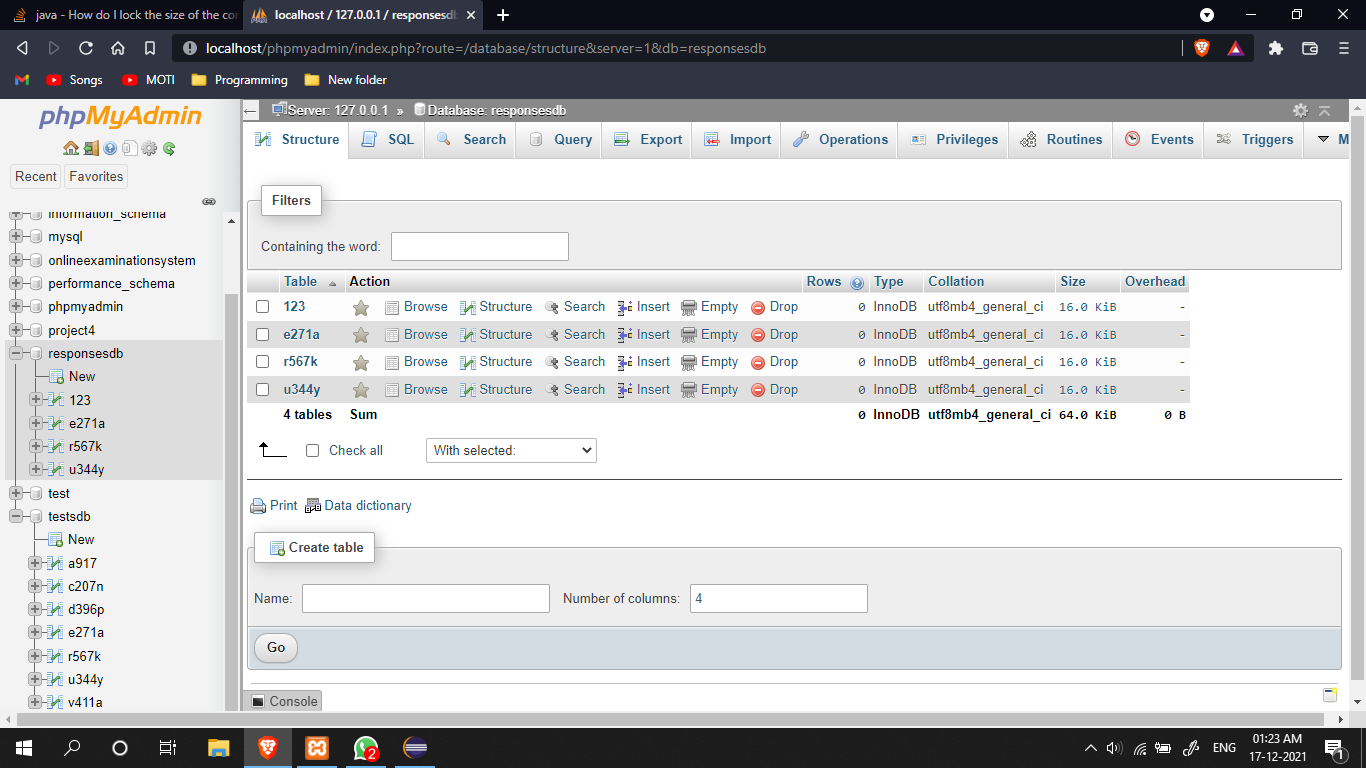 java - How do I lock the size of the cor
localhost / 127.0.0.1 / responsesdb
localhost/phpmyadmin/index.php?route=/database/structure&server=1&db=responsesdb
Songs MOTI Programming New folder
phpMyAdmin
Recent Favorites
information_schema
mysql
onlineexaminationsystem
performance_schema
phpmyadmin
project4
responsesdb
New
123
e271a
r567k
u344y
test
testsdb
New
a917
c207n
d396p
e271a
r567k
u344y
v411a
Server: 127.0.0.1 » Database: responsesdb
Structure SQL Search Query Export Import Operations Privileges Routines Events Triggers M
Filters
Containing the word:
Table Action Rows Type Collation Size Overhead
123 Browse Structure Search Insert Empty Drop 0 InnoDB utf8mb4_general_ci 16.0 KiB -
e271a Browse Structure Search Insert Empty Drop 0 InnoDB utf8mb4_general_ci 16.0 KiB -
r567k Browse Structure Search Insert Empty Drop 0 InnoDB utf8mb4_general_ci 16.0 KiB -
u344y Browse Structure Search Insert Empty Drop 0 InnoDB utf8mb4_general_ci 16.0 KiB -
4 tables Sum 0 InnoDB utf8mb4_general_ci 64.0 KiB 0 B
Check all With selected:
Print Data dictionary
Create table
Name: Number of columns: 4
Go
Console
2
ENG
01:23 AM
17-12-2021
1